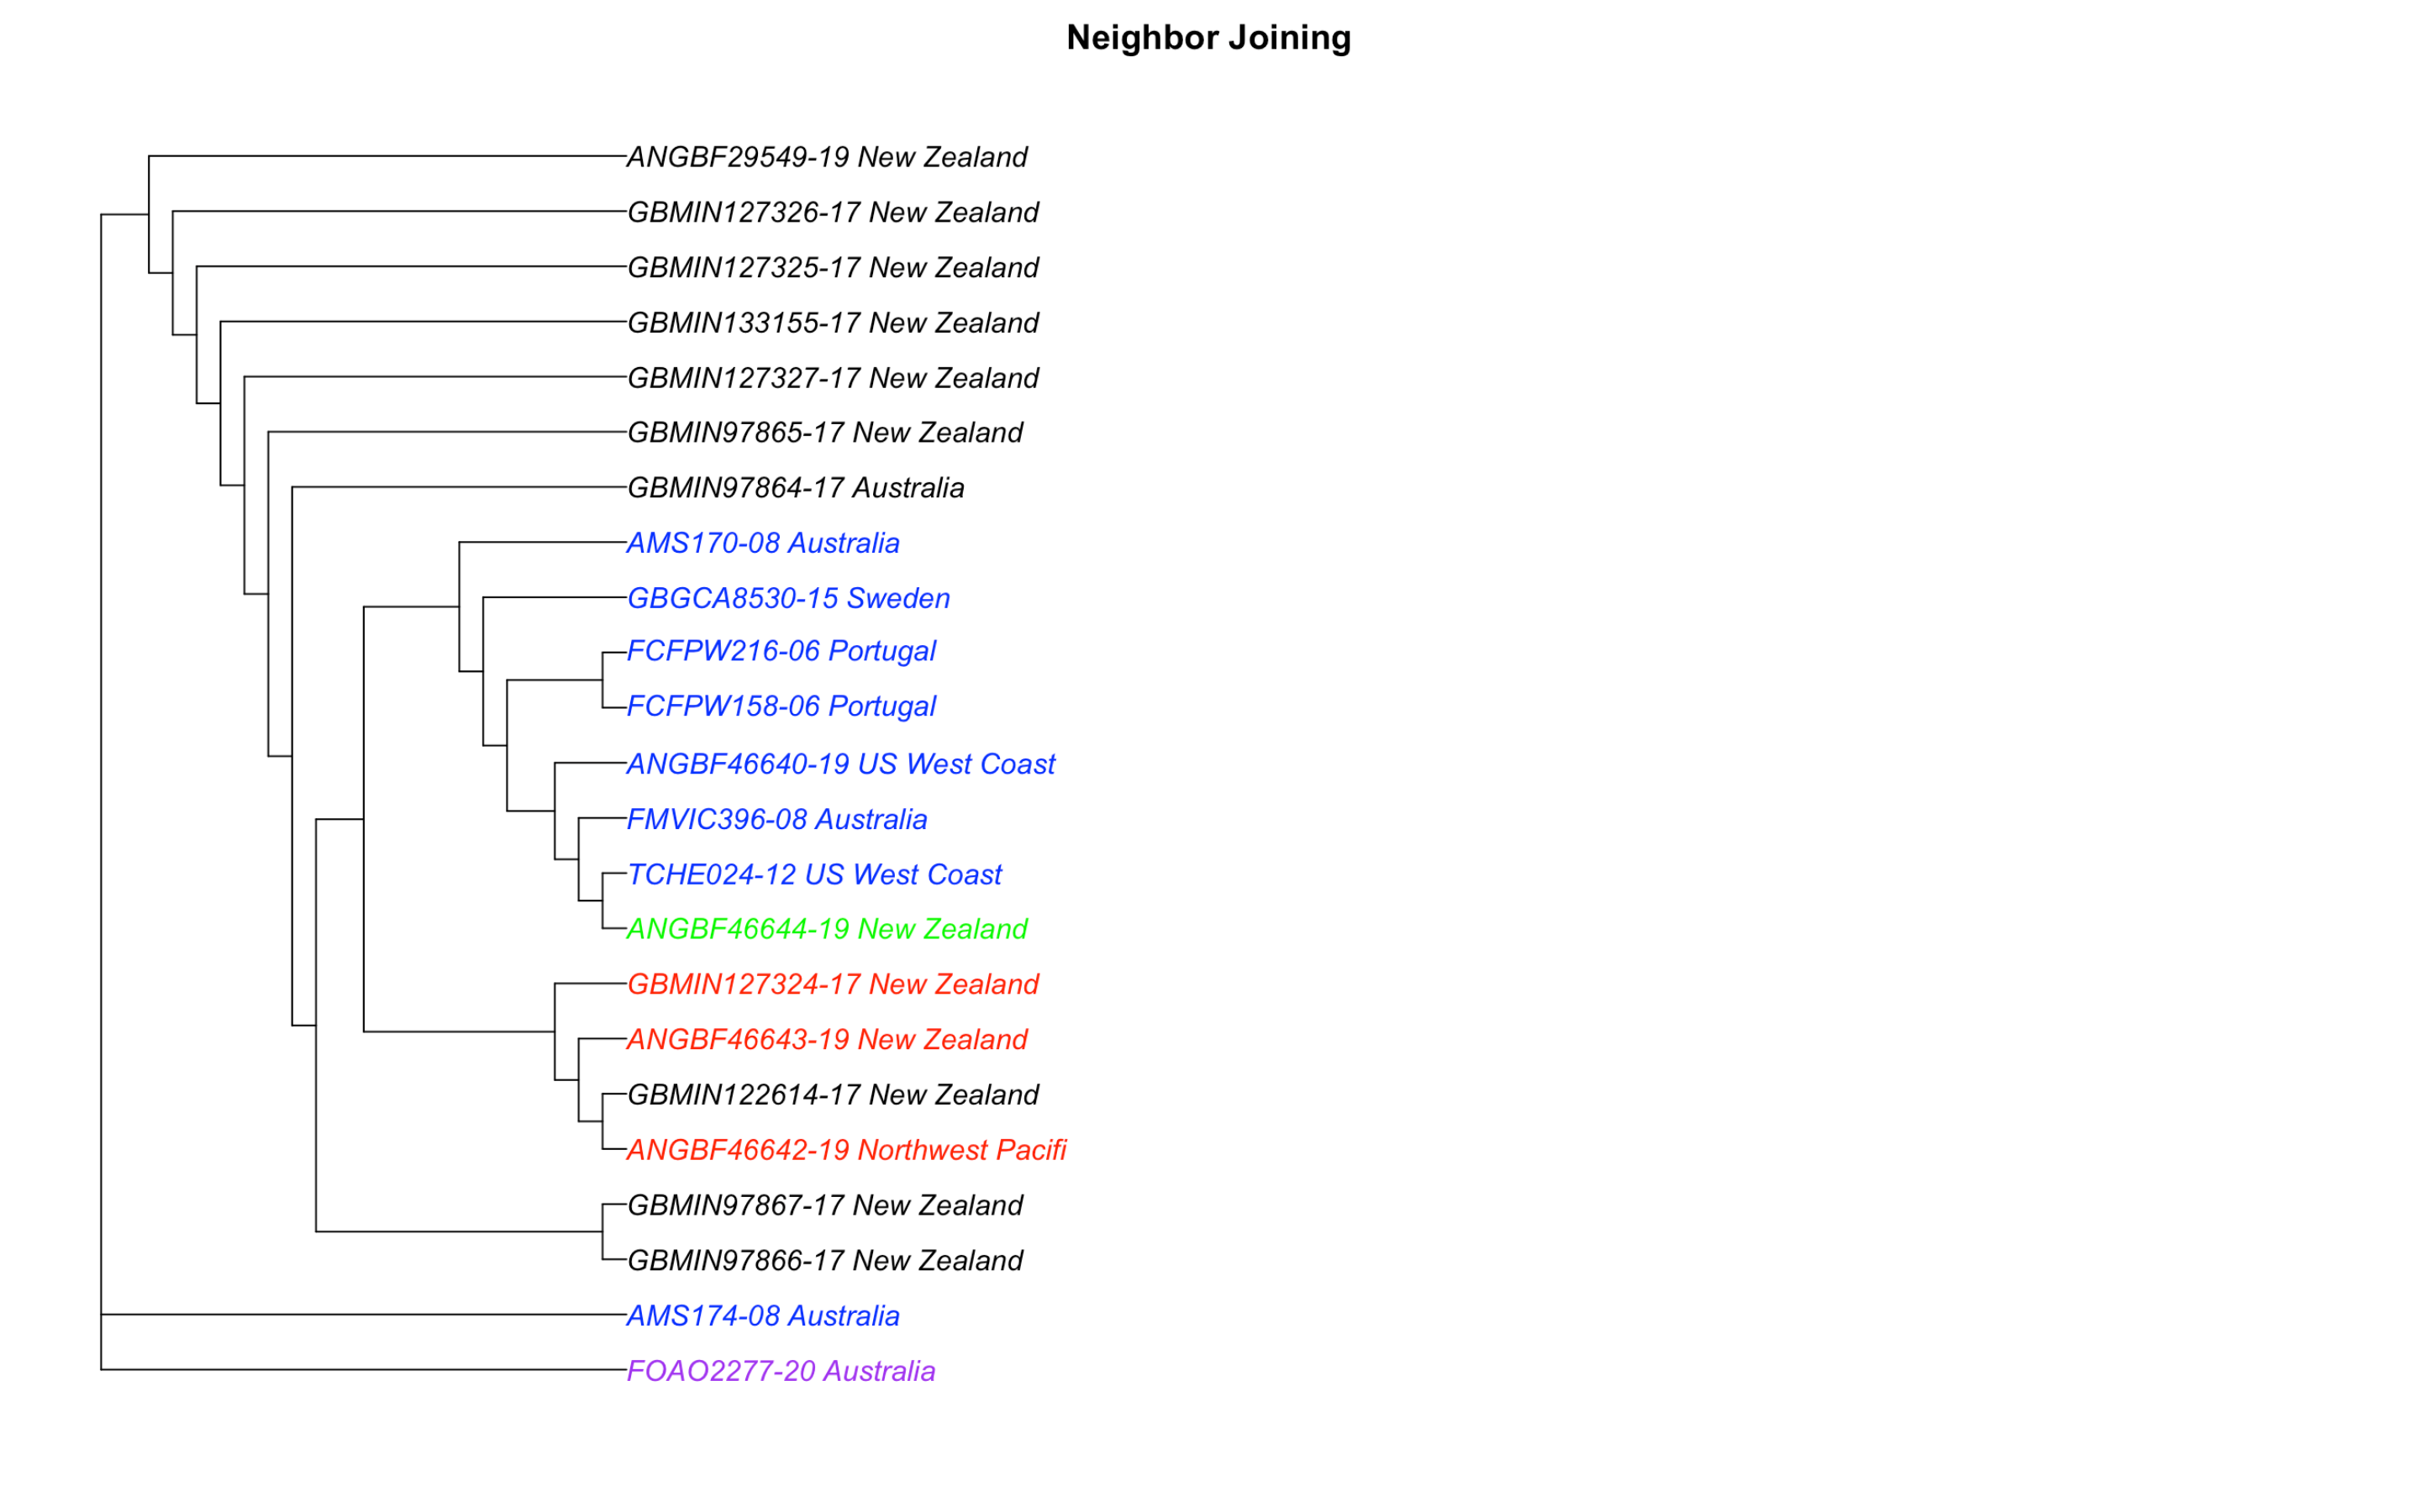 Neighbor Joining
ANGBF29549-19 New Zealand
GBMIN127326-17 New Zealand
GBMIN127325-17 New Zealand
GBMIN133155-17 New Zealand
GBMIN127327-17 New Zealand
GBMIN97865-17 New Zealand
GBMIN97864-17 Australia
AMS170-08 Australia
GBGCA8530-15 Sweden
FCFPW216-06 Portugal
FCFPW158-06 Portugal
ANGBF46640-19 US West Coast
FMVIC396-08 Australia
TCHE024-12 US West Coast
ANGBF46644-19 New Zealand
GBMIN127324-17 New Zealand
ANGBF46643-19 New Zealand
GBMIN122614-17 New Zealand
ANGBF46642-19 Northwest Pacifi
GBMIN97867-17 New Zealand
GBMIN97866-17 New Zealand
AMS174-08 Australia
FOAO2277-20 Australia